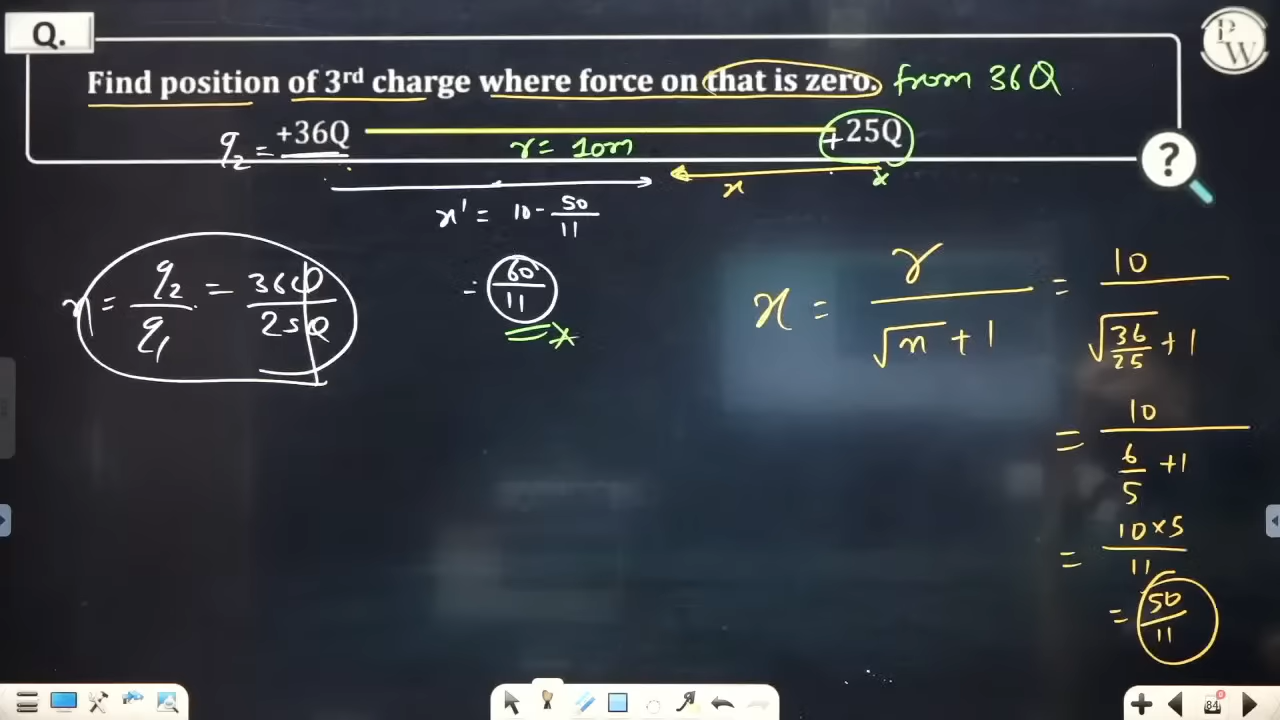 Q.
P
W
Find position of 3rd charge where force on that is zero. from 36Q
q2 = +36Q r = 10m +25Q
?
x
x' = 10 - 50/11
= 60/11
n = q2/q1 = 36Q/25Q
x = r/(√n + 1) = 10/(√36/25 + 1)
= 10/(6/5 + 1)
= 10×5/11
= 50/11
84